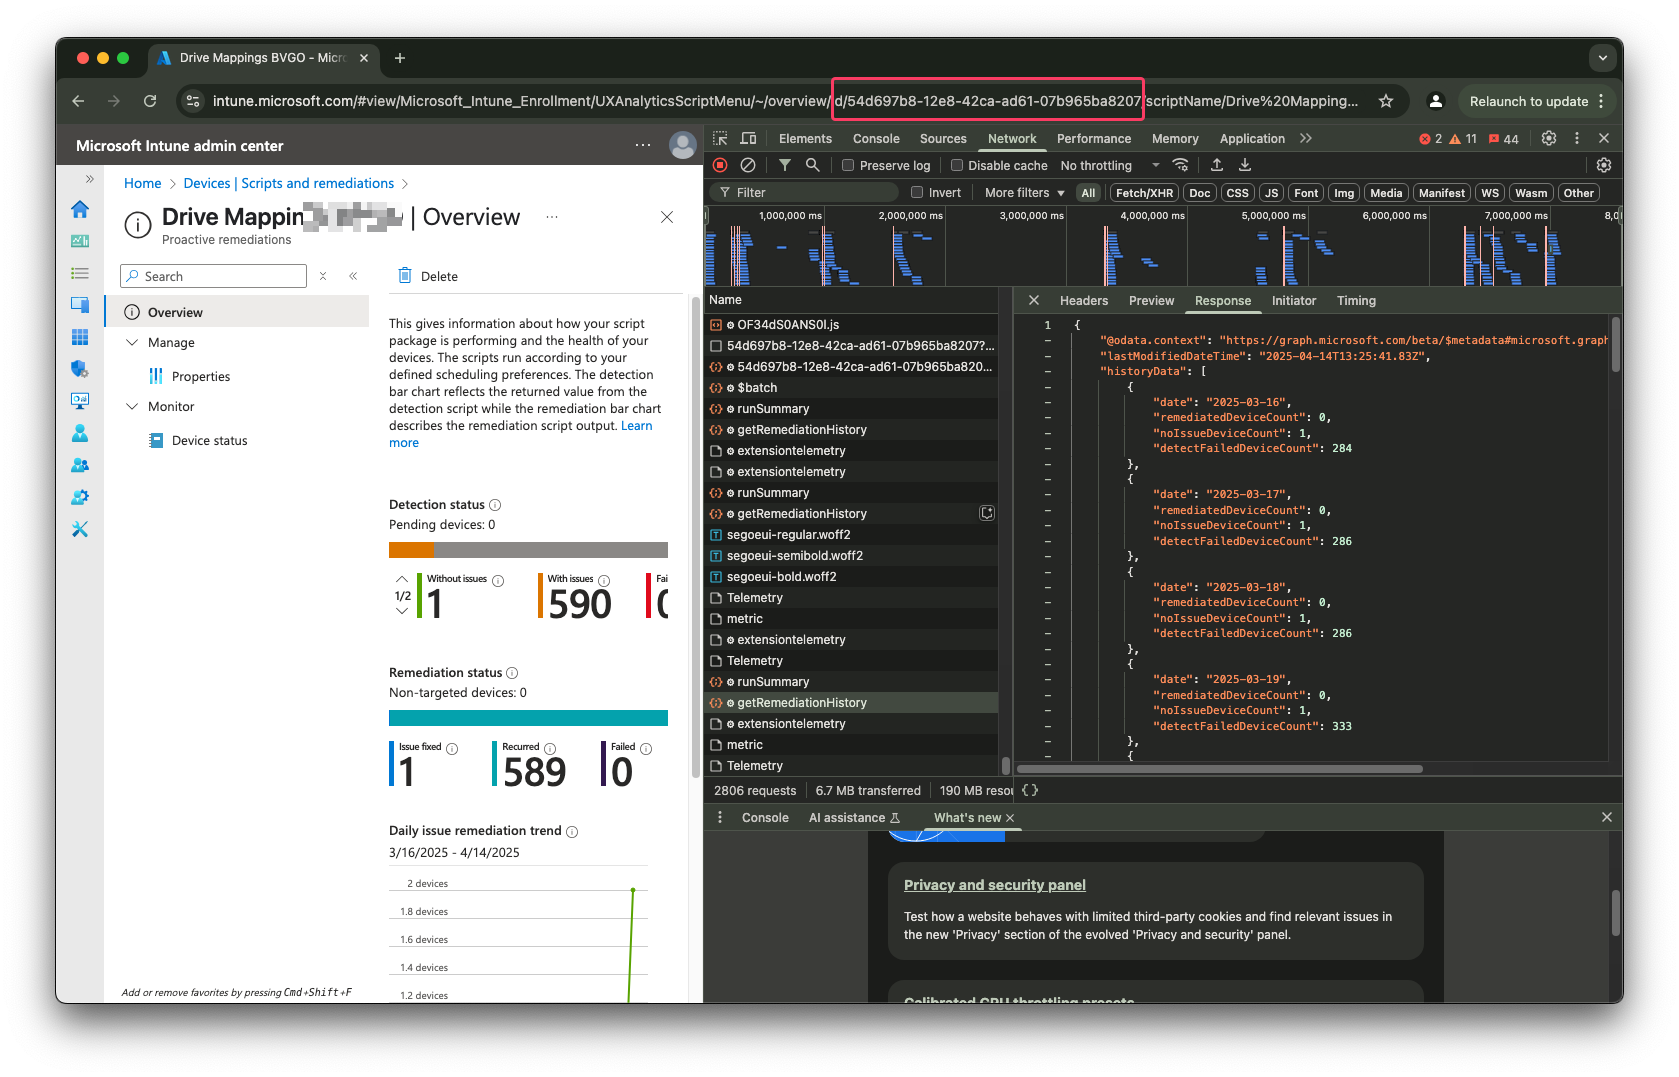 Drive Mappings BVGO - Micro
intune.microsoft.com/#view/Microsoft_Intune_Enrollment/UXAnalyticsScriptMenu/~/overview/id/54d697b8-12e8-42ca-ad61-07b965ba8207/scriptName/Drive%20Mapping...
Relaunch to update
Microsoft Intune admin center
Home > Devices | Scripts and remediations >
Drive Mappin | Overview
Proactive remediations
Search
Delete
Overview
Manage
Properties
Monitor
Device status
Add or remove favorites by pressing Cmd+Shift+F
This gives information about how your script
package is performing and the health of your
devices. The scripts run according to your
defined scheduling preferences. The detection
bar chart reflects the returned value from the
detection script while the remediation bar chart
describes the remediation script output. Learn
more
Detection status
Pending devices: 0
1/2
Without issues
1
With issues
590
Fai
Remediation status
Non-targeted devices: 0
Issue fixed
1
Recurred
589
Failed
0
Daily issue remediation trend
3/16/2025 - 4/14/2025
2 devices
1.8 devices
1.6 devices
1.4 devices
1.2 devices
Elements Console Sources Network Performance Memory Application 2 11 44
Preserve log Disable cache No throttling
Filter Invert More filters All Fetch/XHR Doc CSS JS Font Img Media Manifest WS Wasm Other
1,000,000 ms 2,000,000 ms 3,000,000 ms 4,000,000 ms 5,000,000 ms 6,000,000 ms 7,000,000 ms 8,0
Name
OF34dS0ANS0I.js
54d697b8-12e8-42ca-ad61-07b965ba8207?...
54d697b8-12e8-42ca-ad61-07b965ba820...
$batch
runSummary
getRemediationHistory
extensiontelemetry
extensiontelemetry
runSummary
getRemediationHistory
segoeui-regular.woff2
segoeui-semibold.woff2
segoeui-bold.woff2
Telemetry
metric
extensiontelemetry
Telemetry
runSummary
getRemediationHistory
extensiontelemetry
metric
Telemetry
2806 requests 6.7 MB transferred 190 MB resou
Headers Preview Response Initiator Timing
1 {
"@odata.context": "https://graph.microsoft.com/beta/$metadata#microsoft.graph
"lastModifiedDateTime": "2025-04-14T13:25:41.83Z",
"historyData": [
{
"date": "2025-03-16",
"remediatedDeviceCount": 0,
"noIssueDeviceCount": 1,
"detectFailedDeviceCount": 284
},
{
"date": "2025-03-17",
"remediatedDeviceCount": 0,
"noIssueDeviceCount": 1,
"detectFailedDeviceCount": 286
},
{
"date": "2025-03-18",
"remediatedDeviceCount": 0,
"noIssueDeviceCount": 1,
"detectFailedDeviceCount": 286
},
{
"date": "2025-03-19",
"remediatedDeviceCount": 0,
"noIssueDeviceCount": 1,
"detectFailedDeviceCount": 333
},
{
{}
Console AI assistance What's new
Privacy and security panel
Test how a website behaves with limited third-party cookies and find relevant issues in
the new 'Privacy' section of the evolved 'Privacy and security' panel.
Calibrated CPU throttling presets